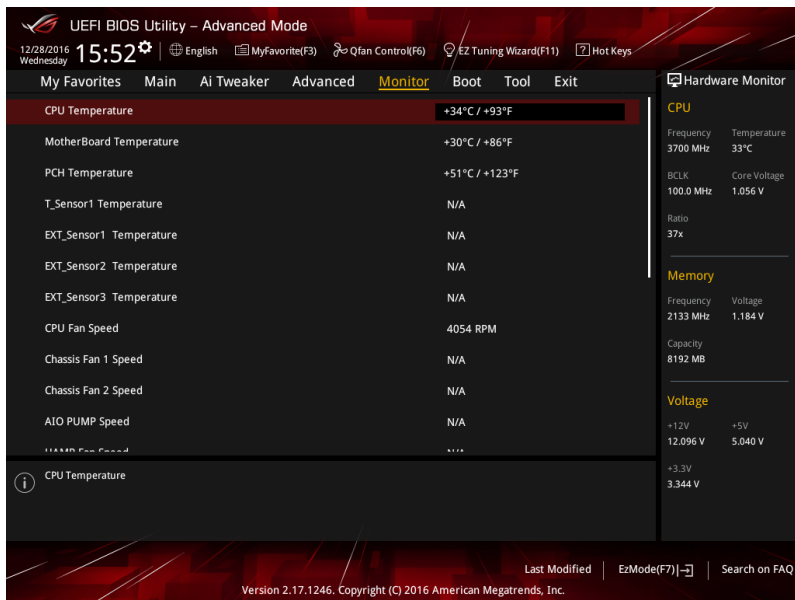 UEFI BIOS Utility – Advanced Mode
12/28/2016 Wednesday 15:52 English MyFavorite(F3) Qfan Control(F6) EZ Tuning Wizard(F11) ? Hot Keys
My Favorites Main Ai Tweaker Advanced Monitor Boot Tool Exit
CPU Temperature +34°C / +93°F
MotherBoard Temperature +30°C / +86°F
PCH Temperature +51°C / +123°F
T_Sensor1 Temperature N/A
EXT_Sensor1 Temperature N/A
EXT_Sensor2 Temperature N/A
EXT_Sensor3 Temperature N/A
CPU Fan Speed 4054 RPM
Chassis Fan 1 Speed N/A
Chassis Fan 2 Speed N/A
AIO PUMP Speed N/A
CPU Temperature
Hardware Monitor
CPU
Frequency Temperature
3700 MHz 33°C
BCLK Core Voltage
100.0 MHz 1.056 V
Ratio
37x
Memory
Frequency Voltage
2133 MHz 1.184 V
Capacity
8192 MB
Voltage
+12V +5V
12.096 V 5.040 V
+3.3V
3.344 V
Last Modified EzMode(F7) Search on FAQ
Version 2.17.1246. Copyright (C) 2016 American Megatrends, Inc.